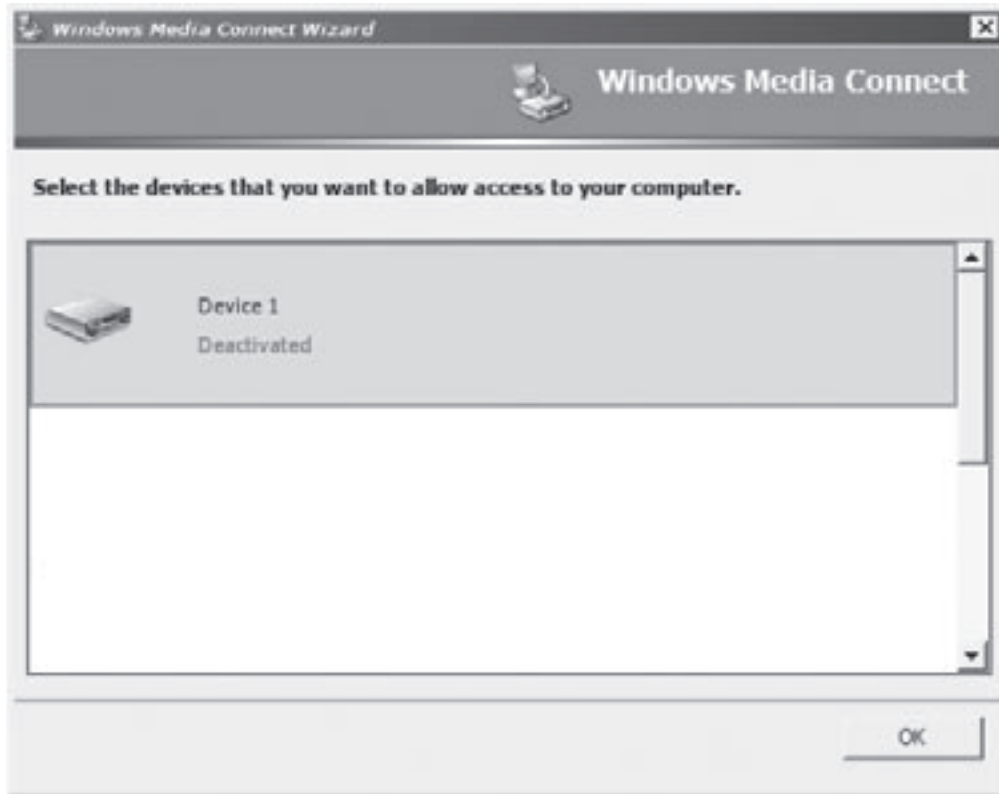 Windows Media Connect Wizard
Windows Media Connect
Select the devices that you want to allow access to your computer.
Device 1
Deactivated
OK